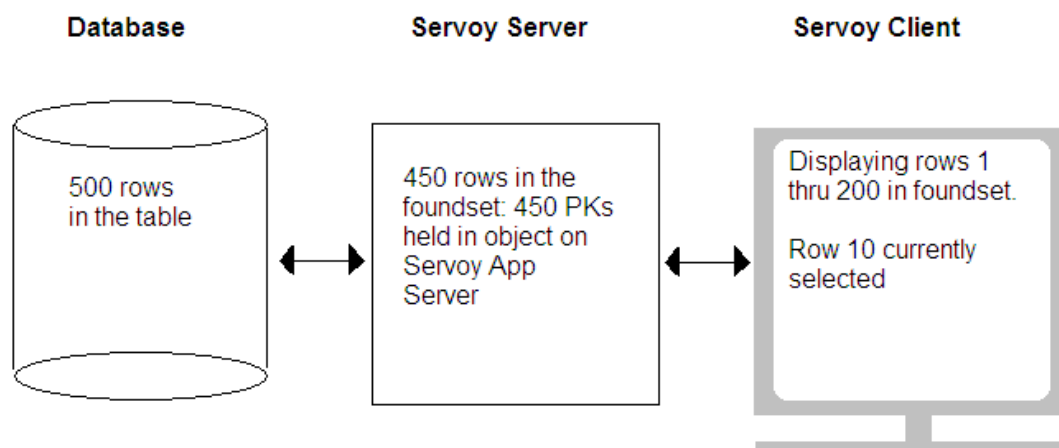 Database
Servoy Server
Servoy Client
500 rows
in the table
450 rows in the
foundset: 450 PKs
held in object on
Servoy App
Server
Displaying rows 1
thru 200 in foundset.
Row 10 currently
selected